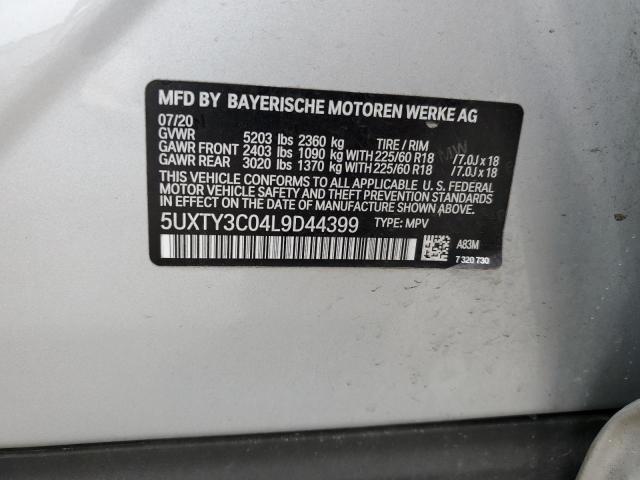 MFD BY BAYERISCHE MOTOREN WERKE AG
07/20
GVWR 5203 lbs 2360 kg TIRE / RIM
GAWR FRONT 2403 lbs 1090 kg WITH 225/60 R18 /7.0J x 18
GAWR REAR 3020 lbs 1370 kg WITH 225/60 R18 /7.0J x 18
THIS VEHICLE CONFORMS TO ALL APPLICABLE U. S. FEDERAL
MOTOR VEHICLE SAFETY AND THEFT PREVENTION STANDARDS
IN EFFECT ON THE DATE OF MANUFACTURE SHOWN ABOVE.
5UXTY3C04L9D44399 TYPE: MPV
A83M
7 320 730